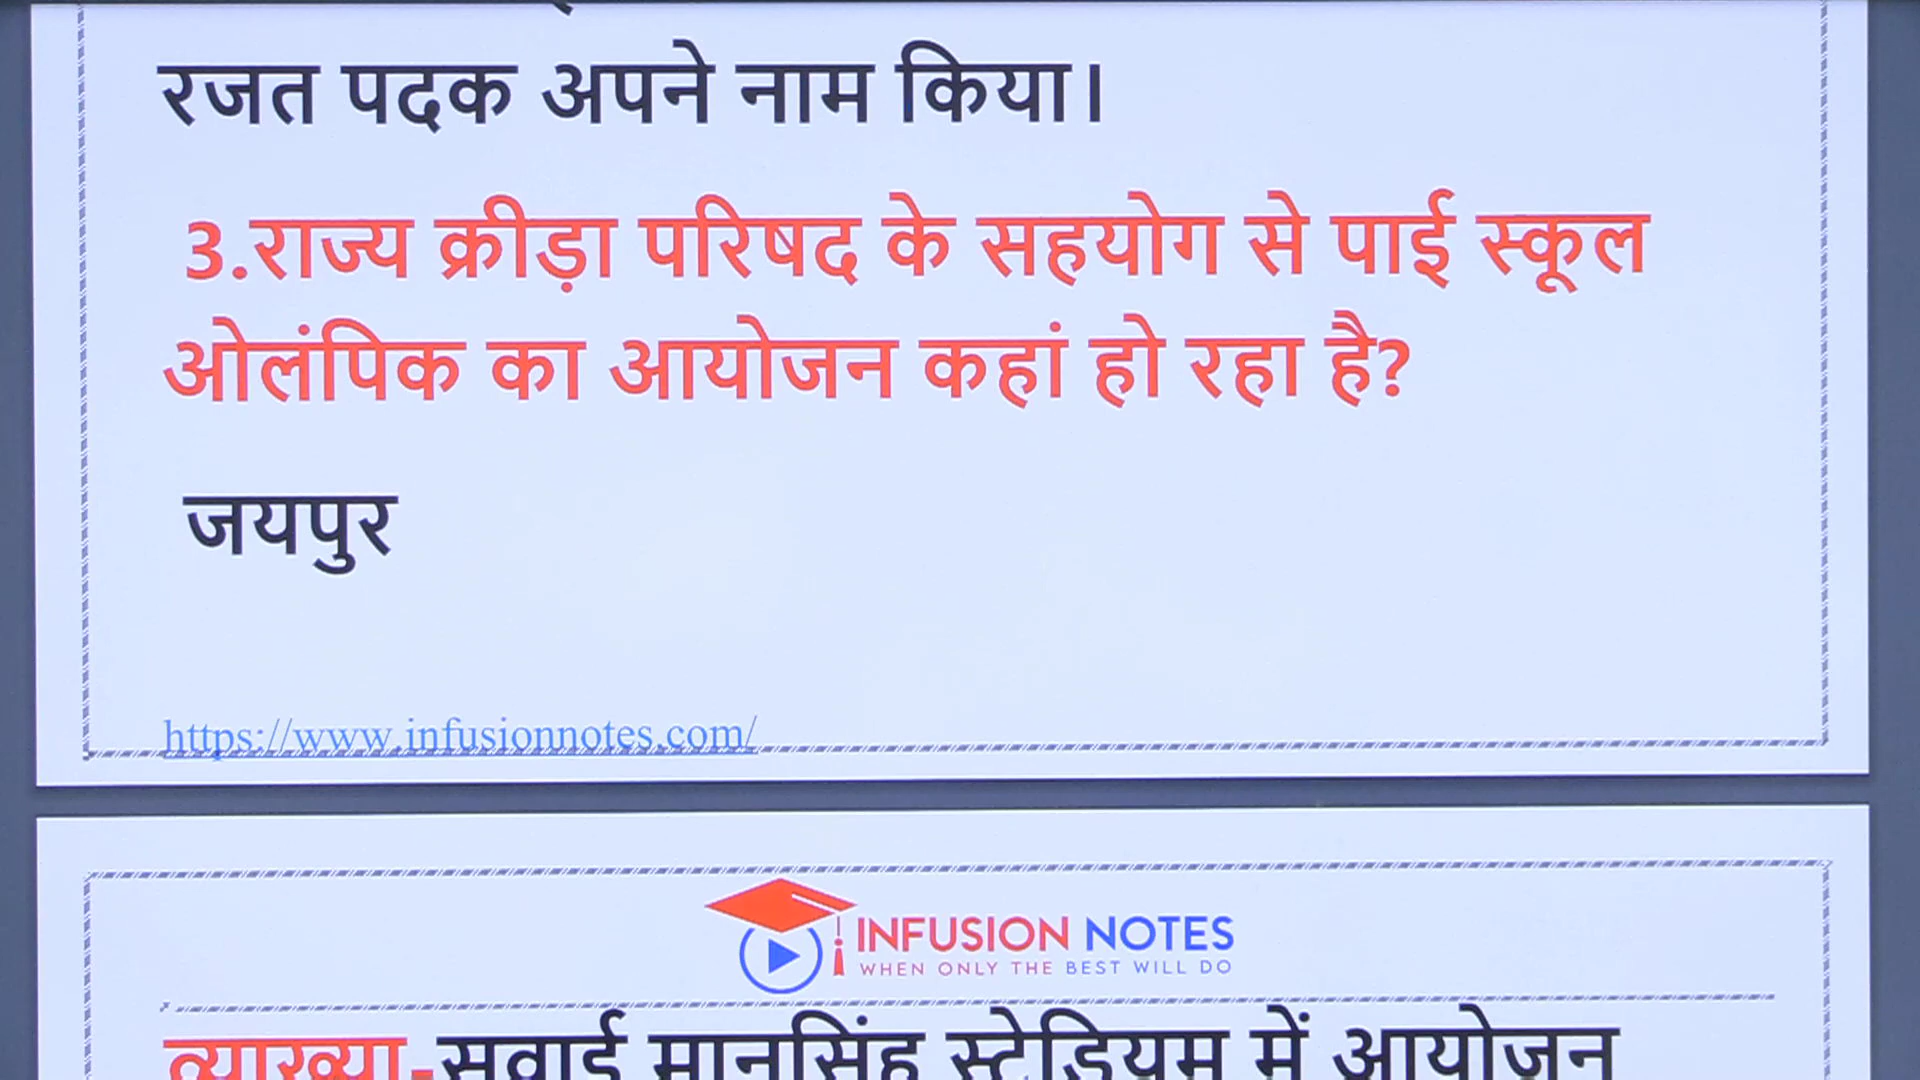 रजत पदक अपने नाम किया।
3.राज्य क्रीड़ा परिषद के सहयोग से पाई स्कूल
ओलंपिक का आयोजन कहां हो रहा है?
जयपुर
https://www.infusionnotes.com/
INFUSION NOTES
WHEN ONLY THE BEST WILL DO
व्याख्या-सवाई मानसिंह स्टेडियम में आयोजन